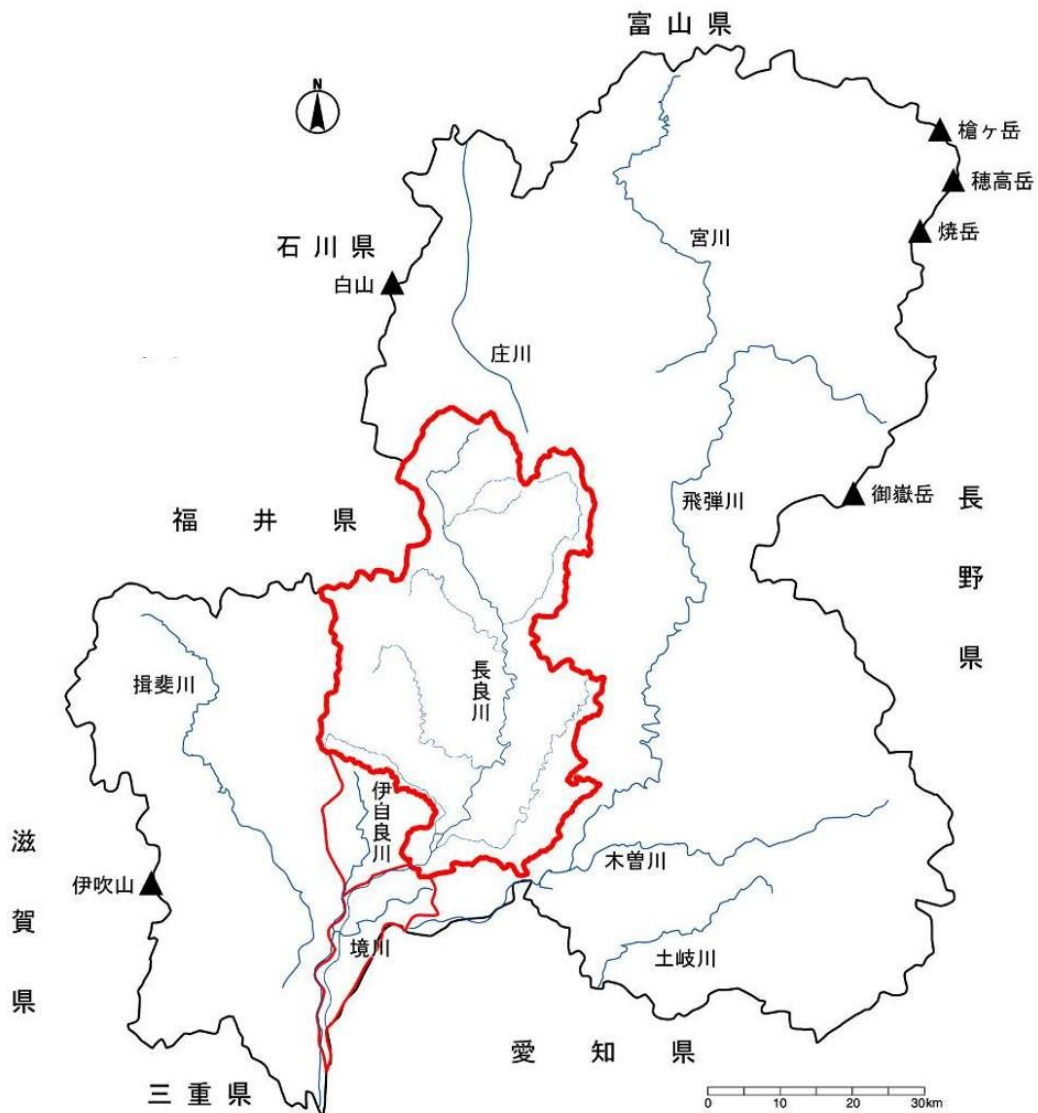 富山県
N
槍ヶ岳
穂高岳
焼岳
石川県
宮川
白山
庄川
飛弾川
御嶽岳
長野県
福井県
揖斐川
長良川
伊自良川
木曽川
滋賀県
伊吹山
境川
土岐川
愛知県
三重県
0 10 20 30km